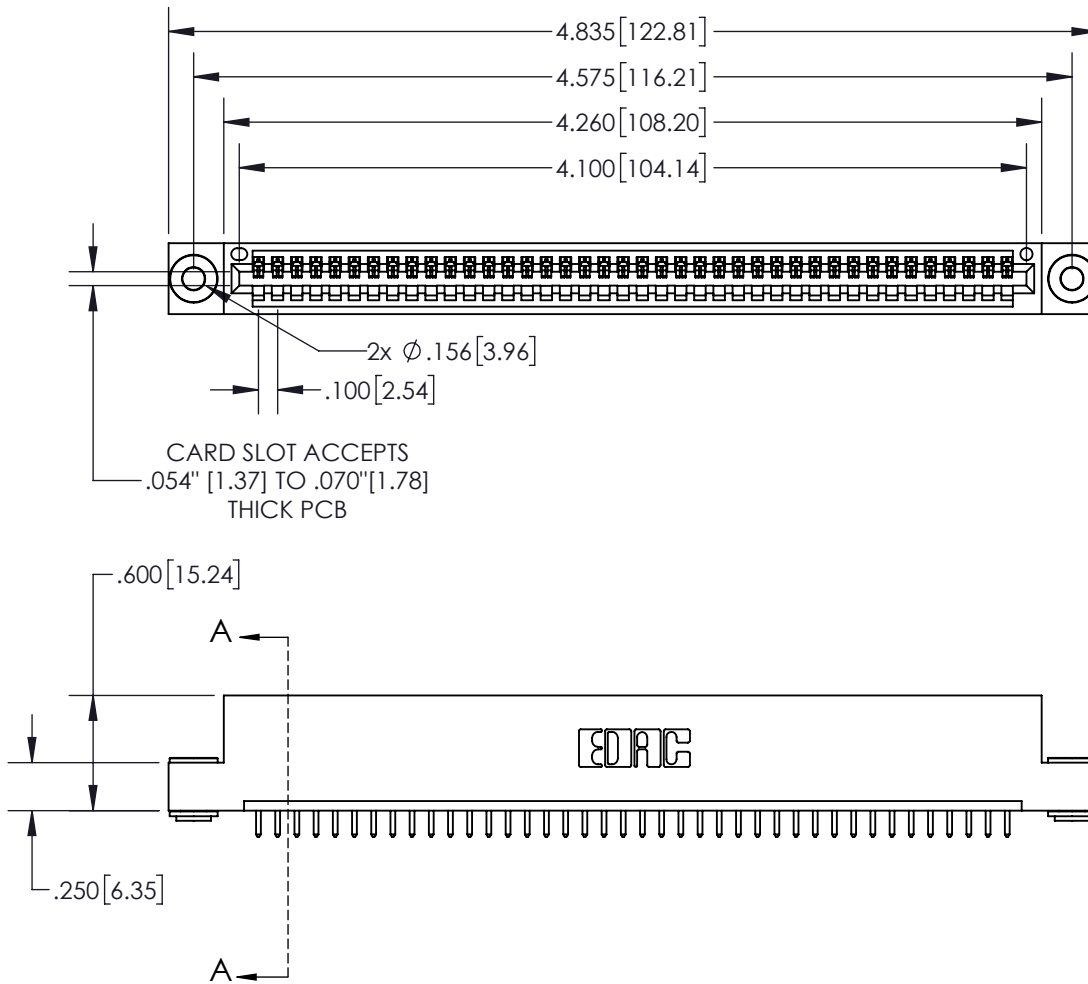 4.835[122.81]
4.575[116.21]
4.260[108.20]
4.100[104.14]
2x Ø.156[3.96]
.100[2.54]
CARD SLOT ACCEPTS
.054" [1.37] TO .070"[1.78]
THICK PCB
.600[15.24]
A
EDAC
.250[6.35]
A